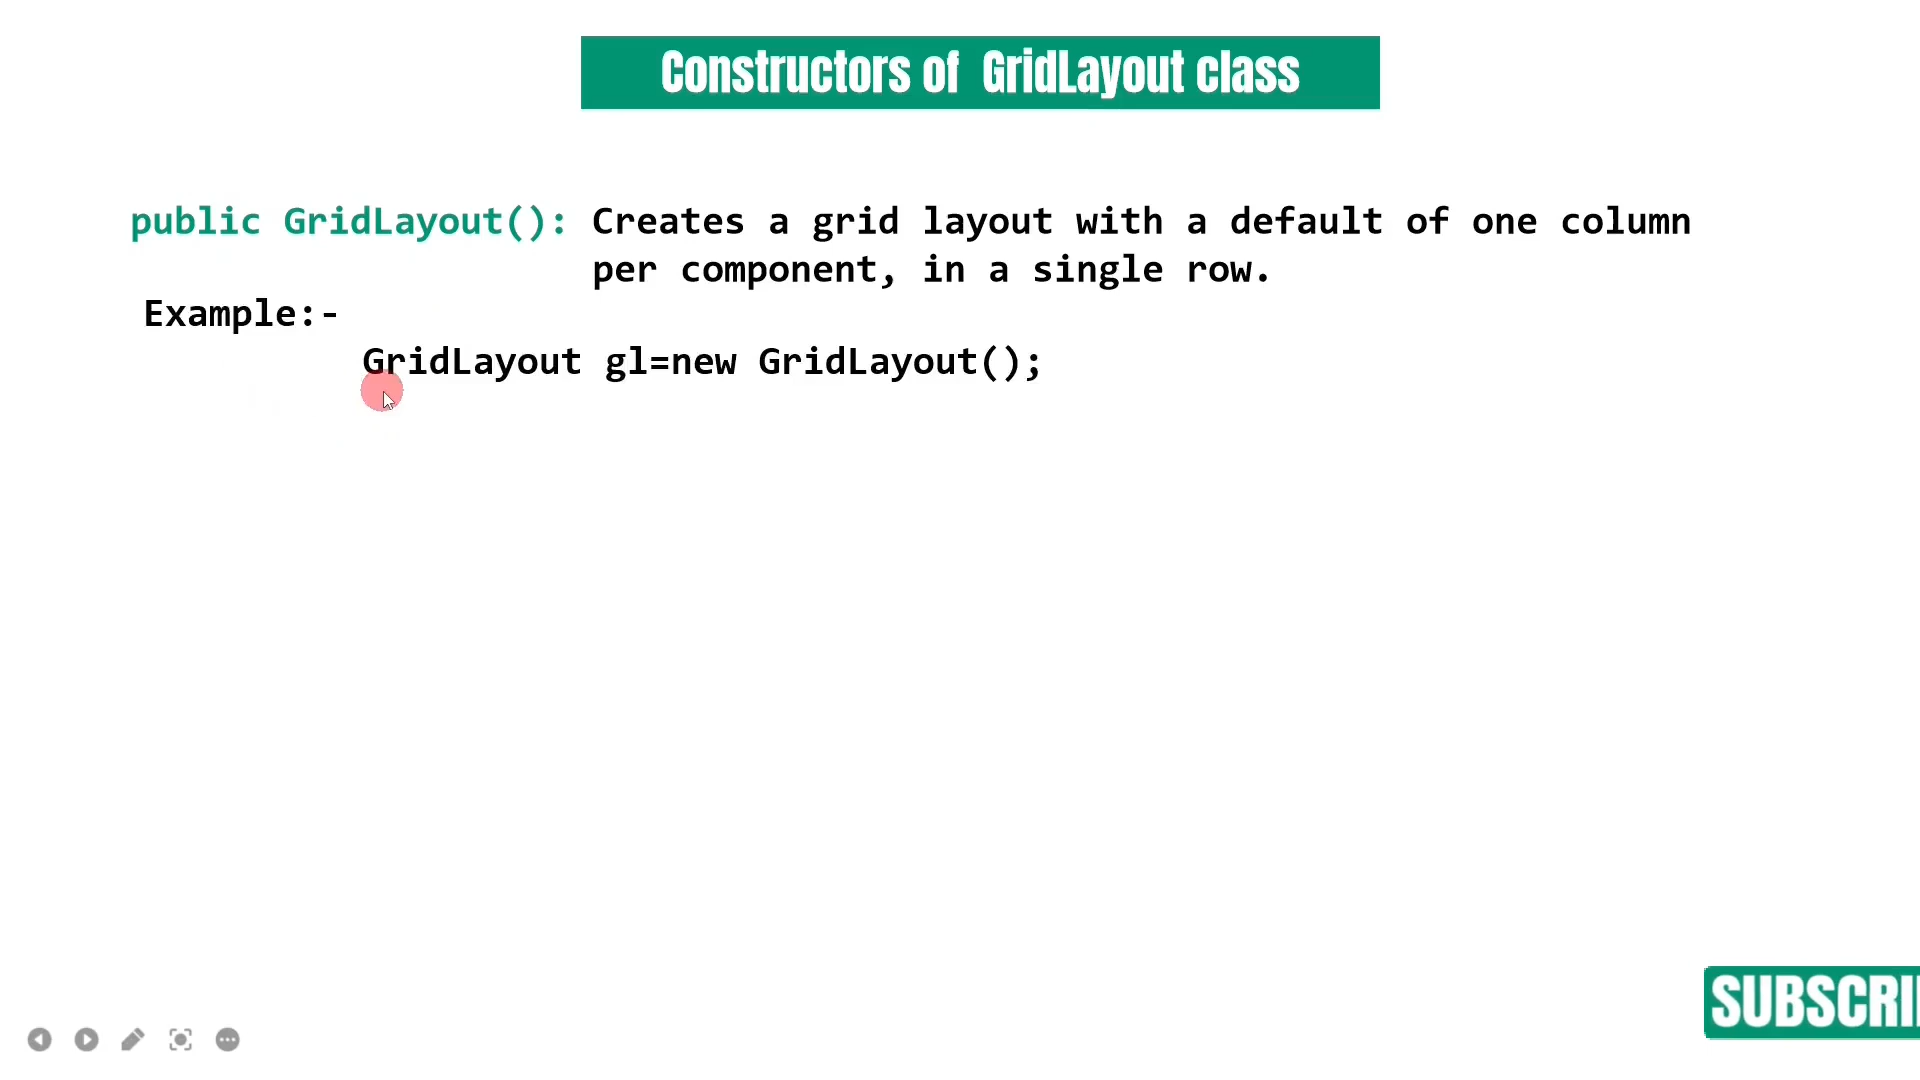 Constructors of GridLayout class
public GridLayout(): Creates a grid layout with a default of one column
per component, in a single row.
Example:-
GridLayout gl=new GridLayout();
SUBSCRI